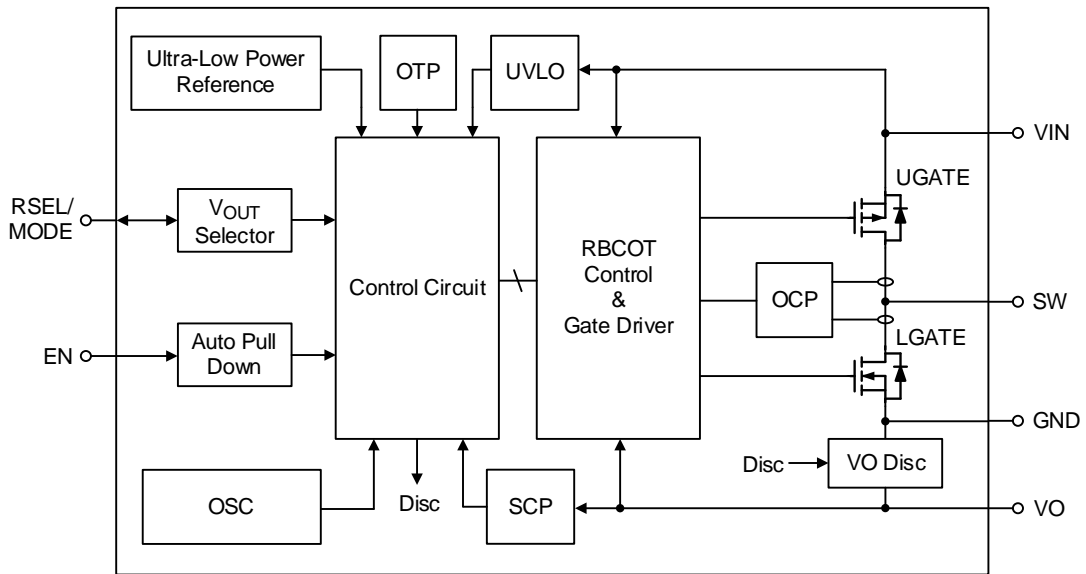 Ultra-Low Power
Reference
OTP
UVLO
VIN
UGATE
RSEL/
MODE
VOUT
Selector
Control Circuit
RBCOT
Control
&
Gate Driver
OCP
SW
LGATE
EN
Auto Pull
Down
GND
Disc
VO Disc
OSC
Disc
SCP
VO